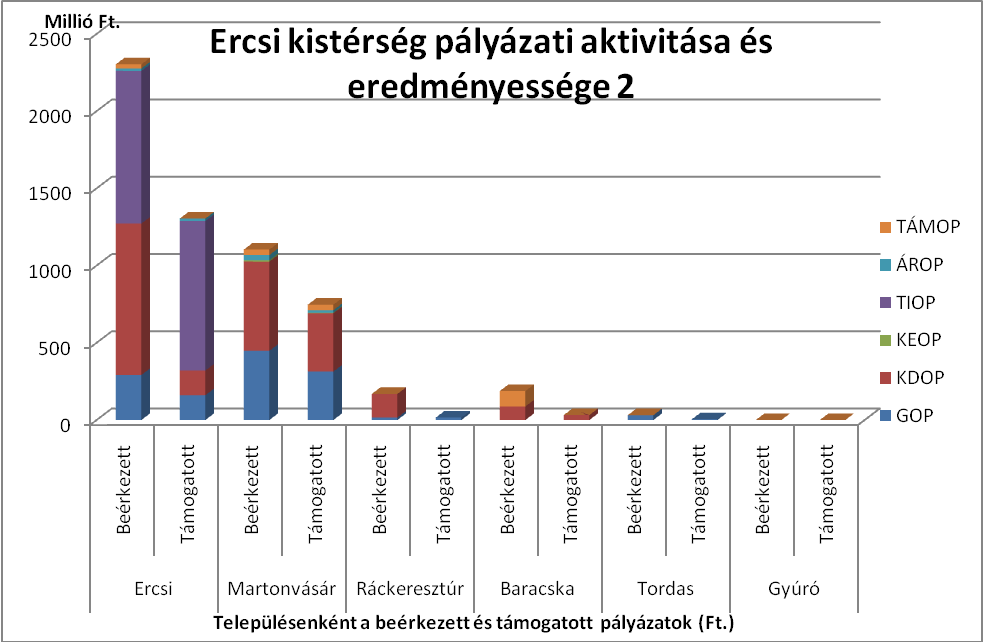 Millió Ft.
Ercsi kistérség pályázati aktivitása és
eredményessége 2
2500
2000
1500
1000
500
0
TÁMOP
ÁROP
TIOP
KEOP
KDOP
GOP
Beérkezett
Támogatott
Beérkezett
Támogatott
Beérkezett
Támogatott
Beérkezett
Támogatott
Beérkezett
Támogatott
Beérkezett
Támogatott
Ercsi
Martonvásár
Ráckeresztúr
Baracska
Tordas
Gyúró
Településenként a beérkezett és támogatott pályázatok (Ft.)